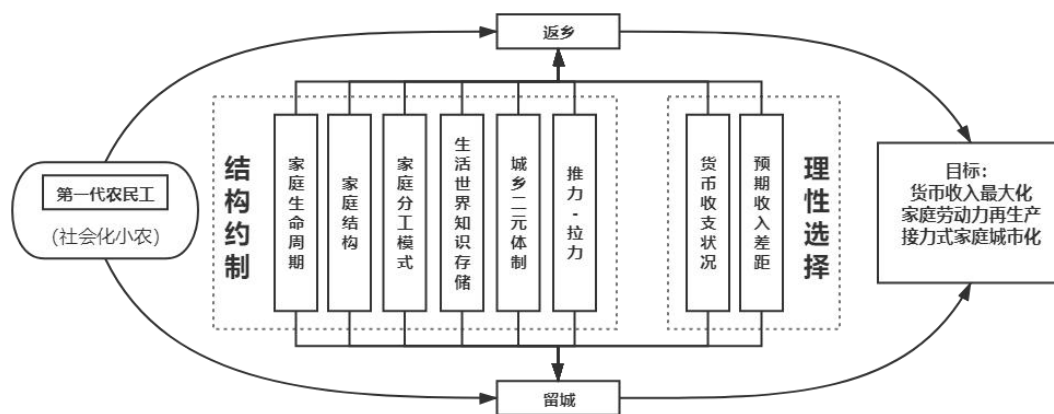 返乡
结构约制
家庭生命周期
家庭结构
家庭分工模式
生活世界知识存储
城乡二元体制
推力-拉力
货币收支状况
预期收入差距
理性选择
第一代农民工
(社会化小农)
目标:
货币收入最大化
家庭劳动力再生产
接力式家庭城市化
留城